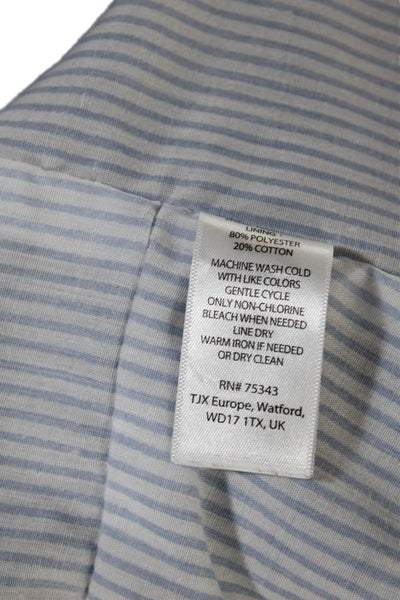 LINING:
80% POLYESTER
20% COTTON
MACHINE WASH COLD
WITH LIKE COLORS
GENTLE CYCLE
ONLY NON-CHLORINE
BLEACH WHEN NEEDED
LINE DRY
WARM IRON IF NEEDED
OR DRY CLEAN
RN# 75343
TJX Europe, Watford,
WD17 1TX, UK